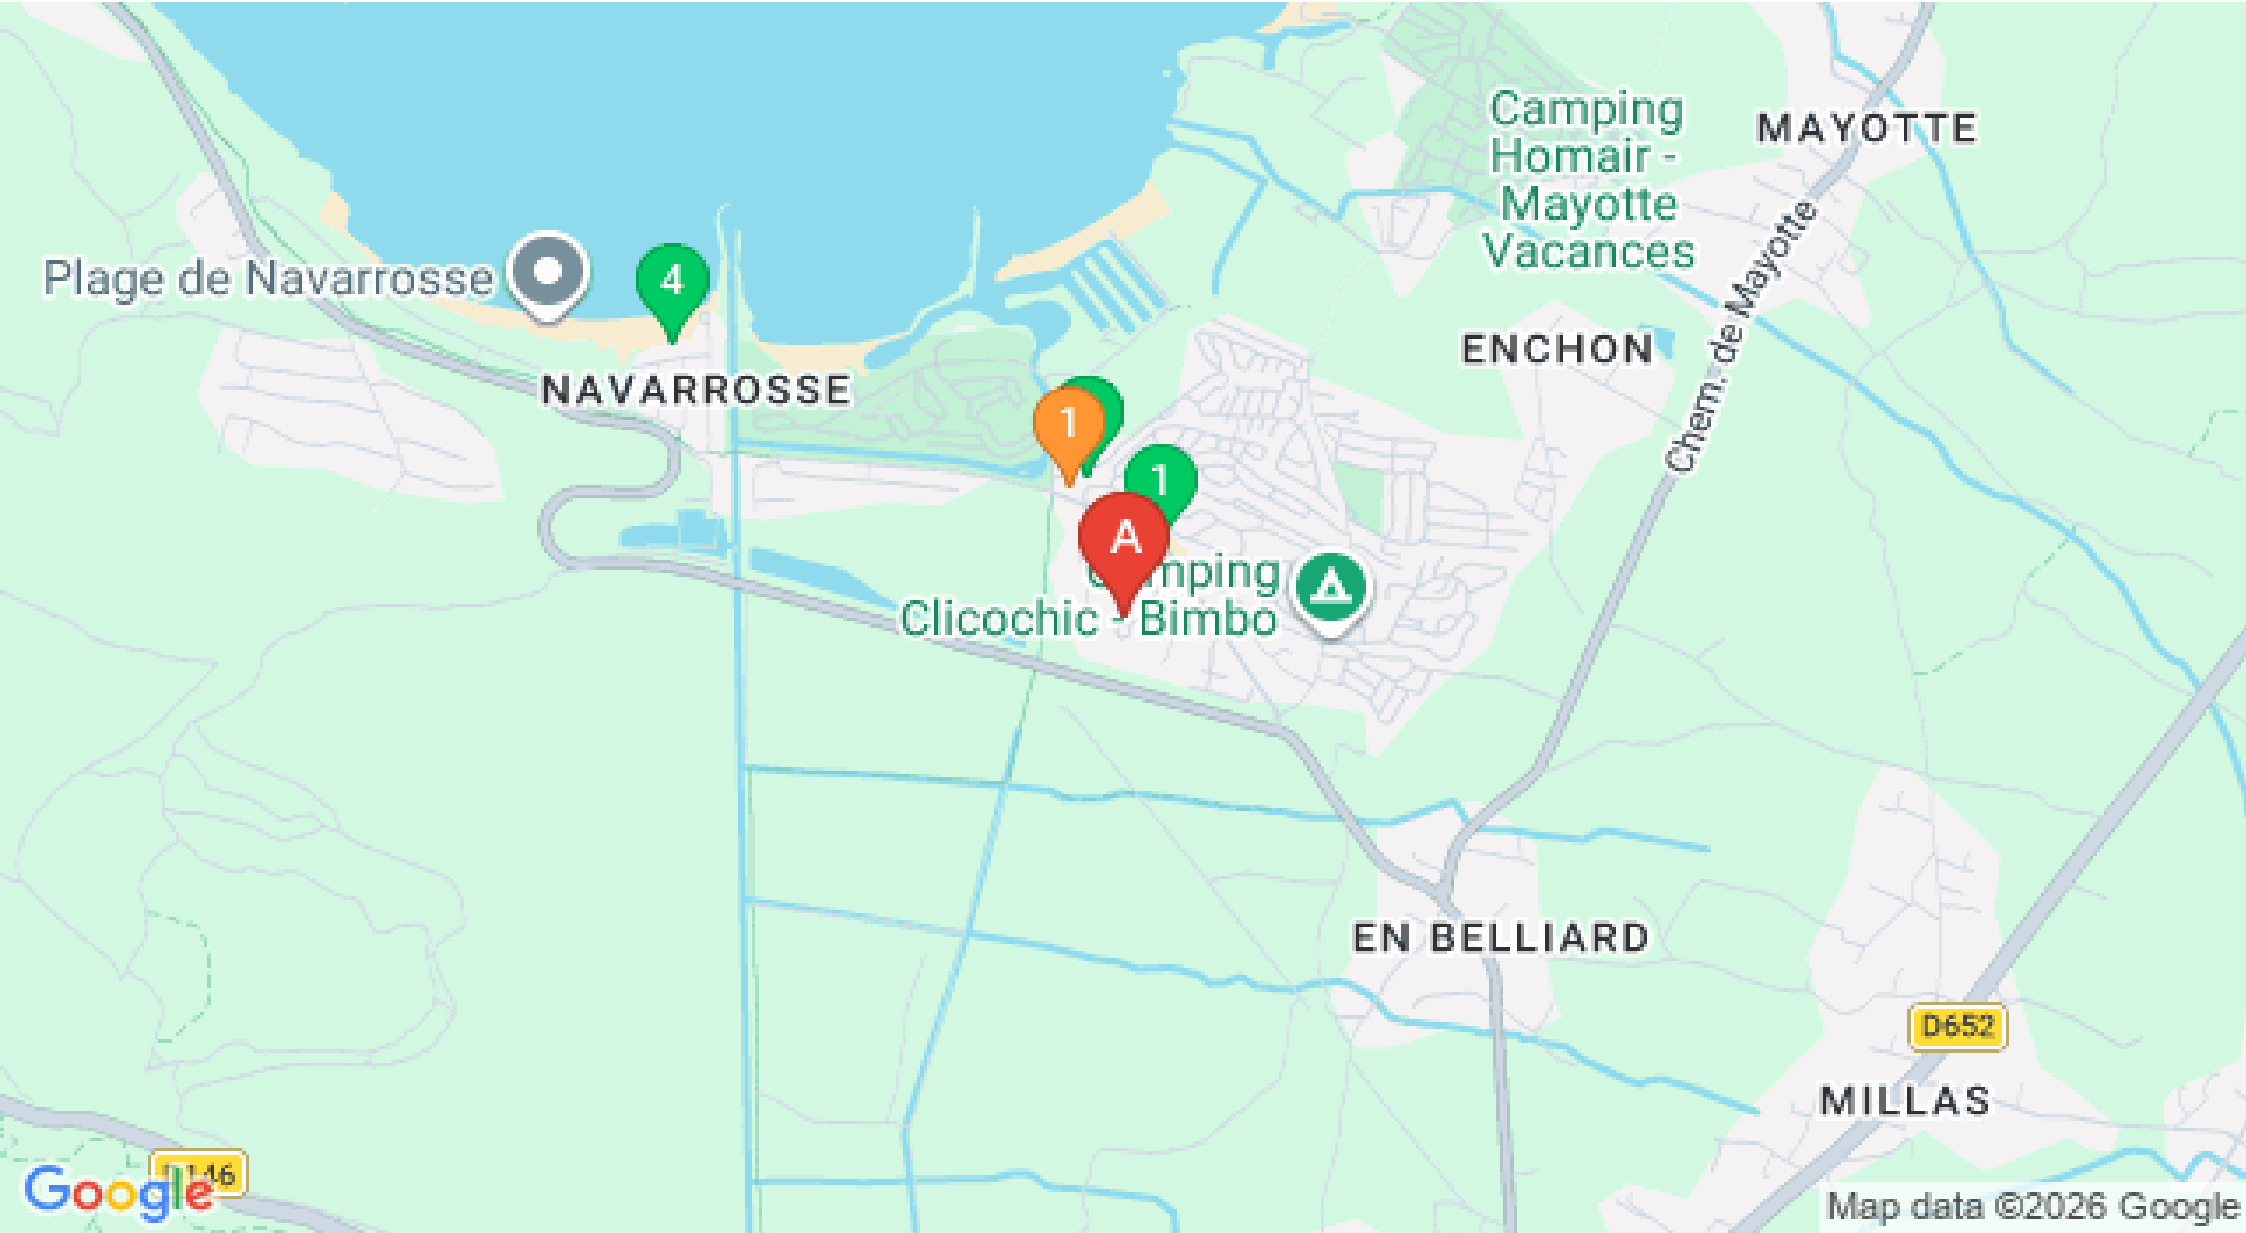 Camping
Homair -
Mayotte
Vacances
MAYOTTE
Plage de Navarrosse
4
NAVARROSSE
ENCHON
Chem. de Mayotte
1
1
A
Clicochic - Bimbo
EN BELLIARD
D652
MILLAS
Google
Map data ©2026 Google